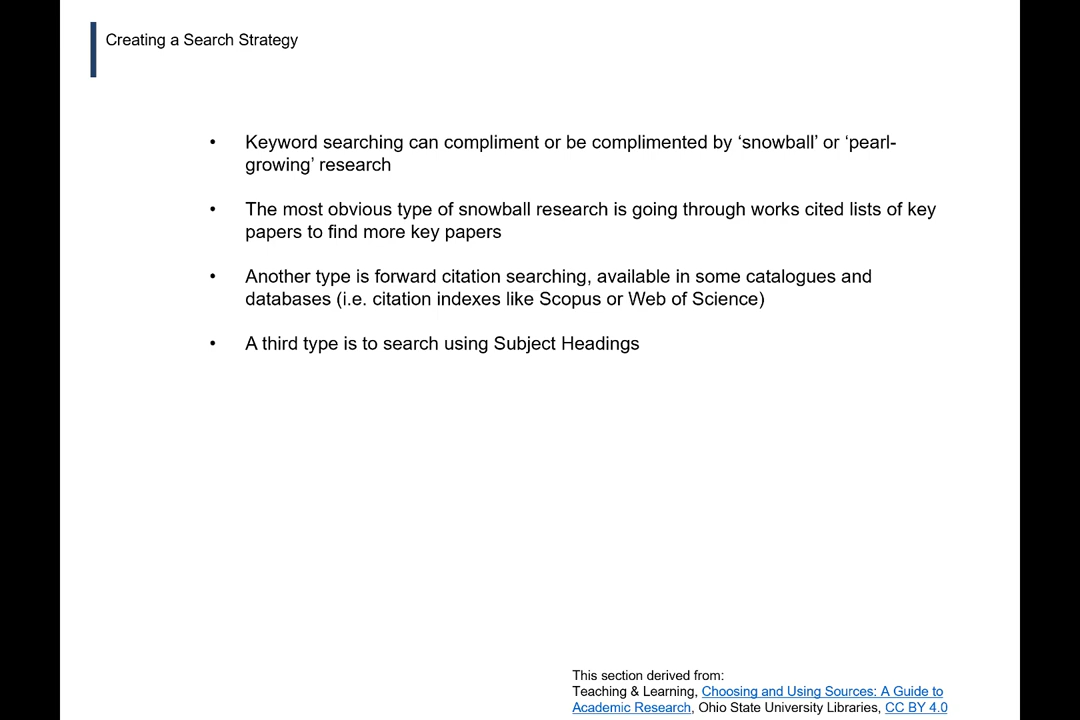 Creating a Search Strategy
• Keyword searching can compliment or be complimented by ‘snowball’ or ‘pearl-
growing’ research
• The most obvious type of snowball research is going through works cited lists of key
papers to find more key papers
• Another type is forward citation searching, available in some catalogues and
databases (i.e. citation indexes like Scopus or Web of Science)
• A third type is to search using Subject Headings
This section derived from:
Teaching & Learning, Choosing and Using Sources: A Guide to
Academic Research, Ohio State University Libraries, CC BY 4.0